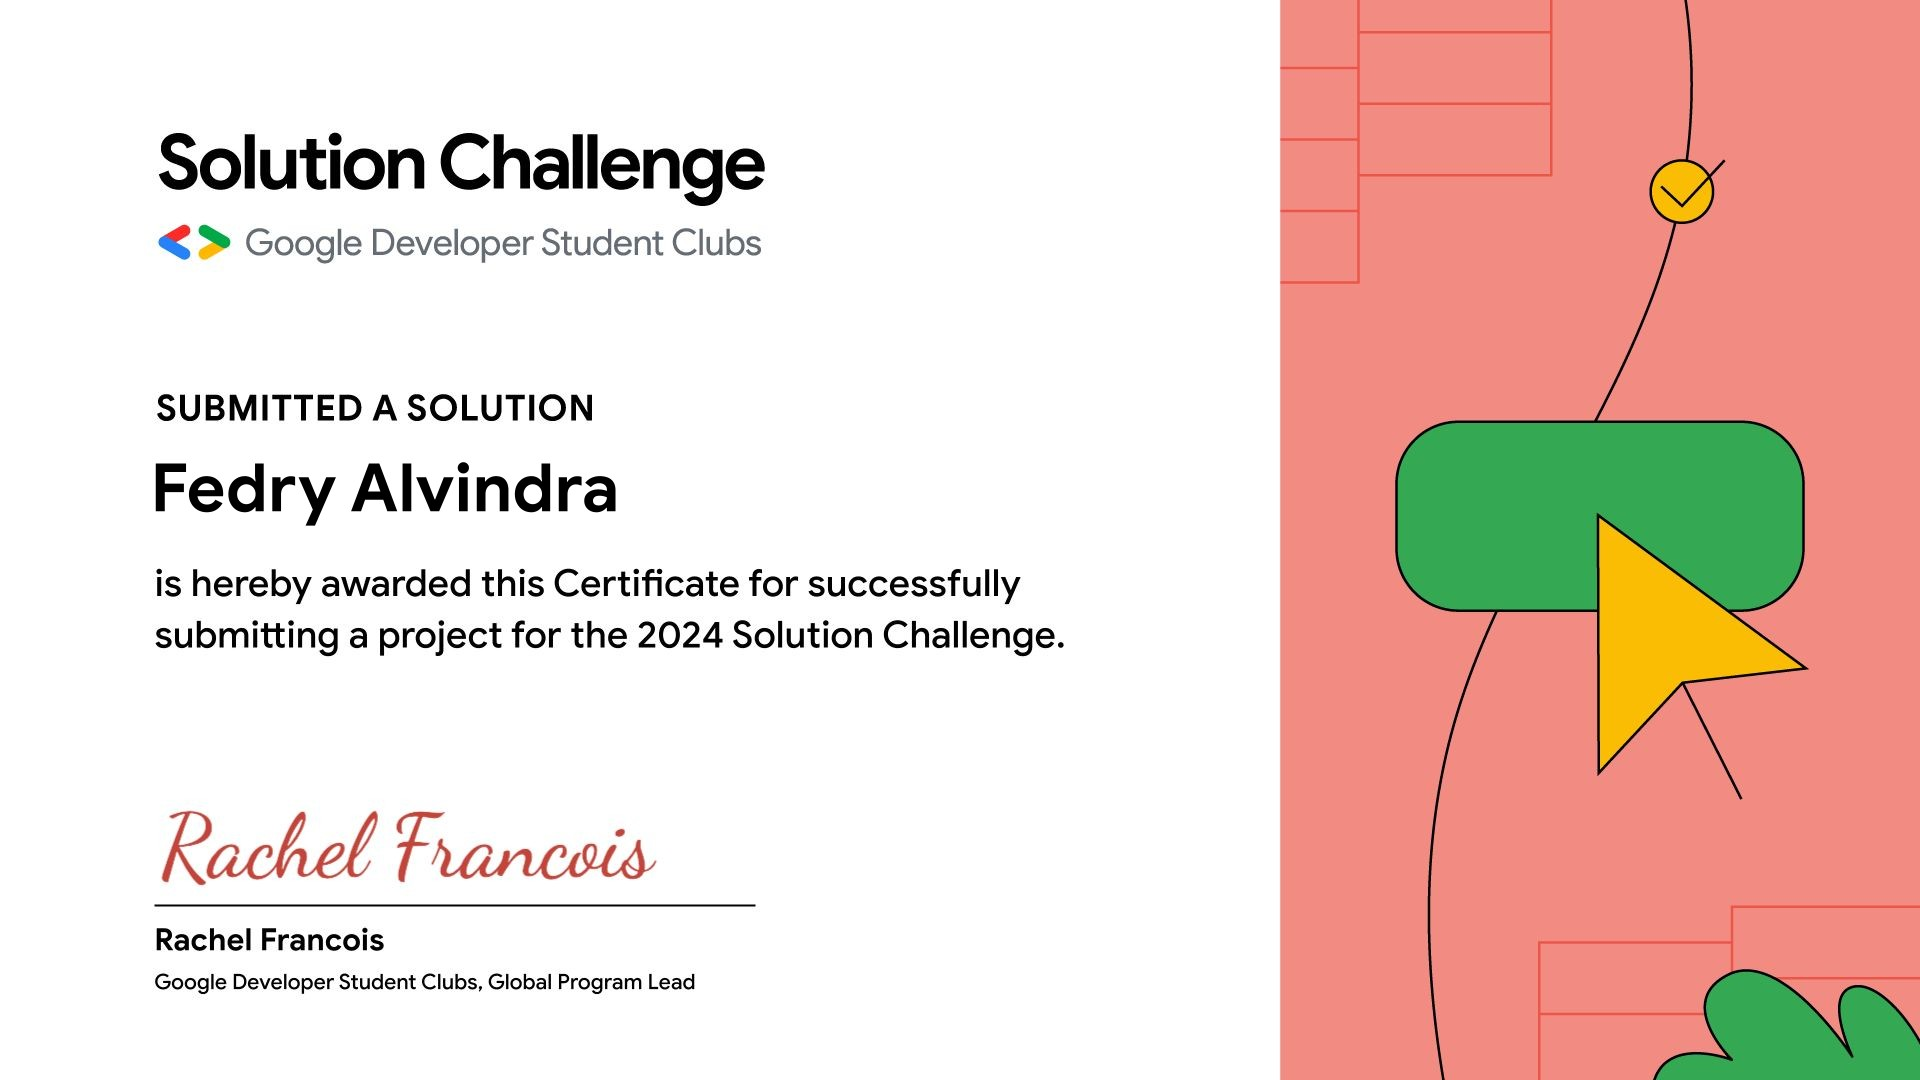 Solution Challenge
Google Developer Student Clubs
SUBMITTED A SOLUTION
Fedry Alvindra
is hereby awarded this Certificate for successfully
submitting a project for the 2024 Solution Challenge.
Rachel Francois
Rachel Francois
Google Developer Student Clubs, Global Program Lead